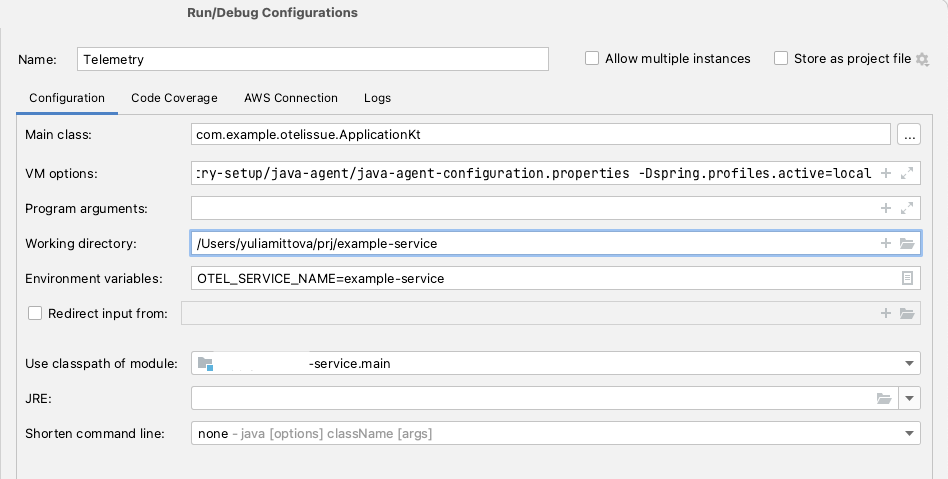 Run/Debug Configurations
Name: Telemetry Allow multiple instances Store as project file
Configuration Code Coverage AWS Connection Logs
Main class: com.example.otelissue.ApplicationKt ...
VM options: try-setup/java-agent/java-agent-configuration.properties -Dspring.profiles.active=local
Program arguments:
Working directory: /Users/yuliamittova/prj/example-service
Environment variables: OTEL_SERVICE_NAME=example-service
Redirect input from:
Use classpath of module: -service.main
JRE:
Shorten command line: none - java [options] className [args]